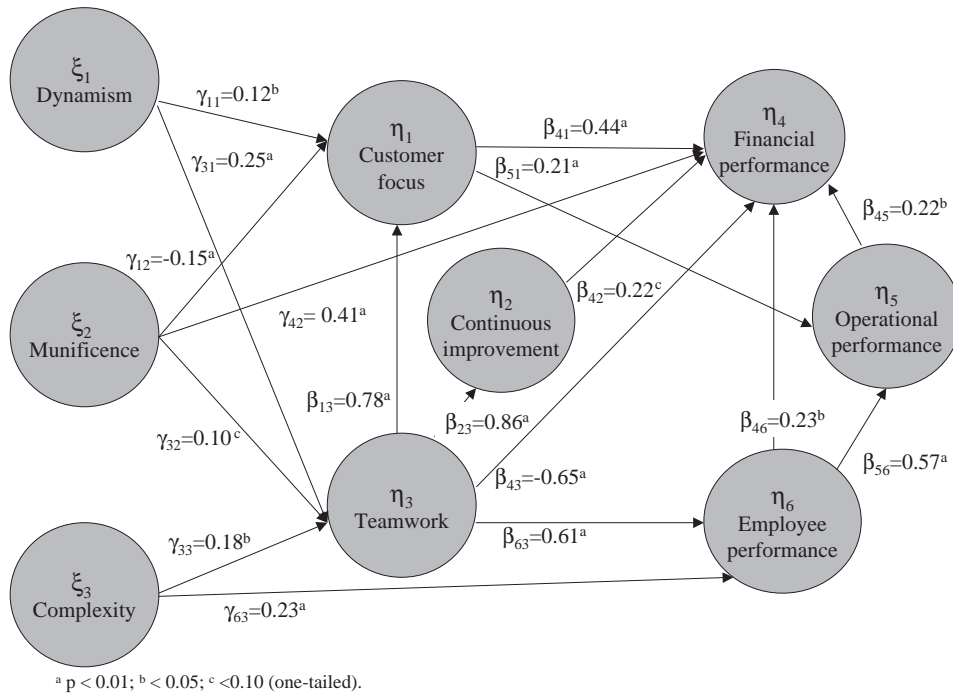 ξ₁
Dynamism
γ₁₁=0.12ᵇ
γ₃₁=0.25ᵃ
η₁
Customer
focus
β₄₁=0.44ᵃ
β₅₁=0.21ᵃ
η₄
Financial
performance
β₄₅=0.22ᵇ
γ₁₂=-0.15ᵃ
ξ₂
Munificence
γ₄₂= 0.41ᵃ
η₂
Continuous
improvement
β₄₂=0.22ᶜ
η₅
Operational
performance
β₁₃=0.78ᵃ
β₂₃=0.86ᵃ
β₄₆=0.23ᵇ
γ₃₂=0.10ᶜ
β₄₃=-0.65ᵃ
β₅₆=0.57ᵃ
η₃
Teamwork
η₆
Employee
performance
γ₃₃=0.18ᵇ
β₆₃=0.61ᵃ
ξ₃
Complexity
γ₆₃=0.23ᵃ
ᵃ p < 0.01; ᵇ < 0.05; ᶜ <0.10 (one-tailed).